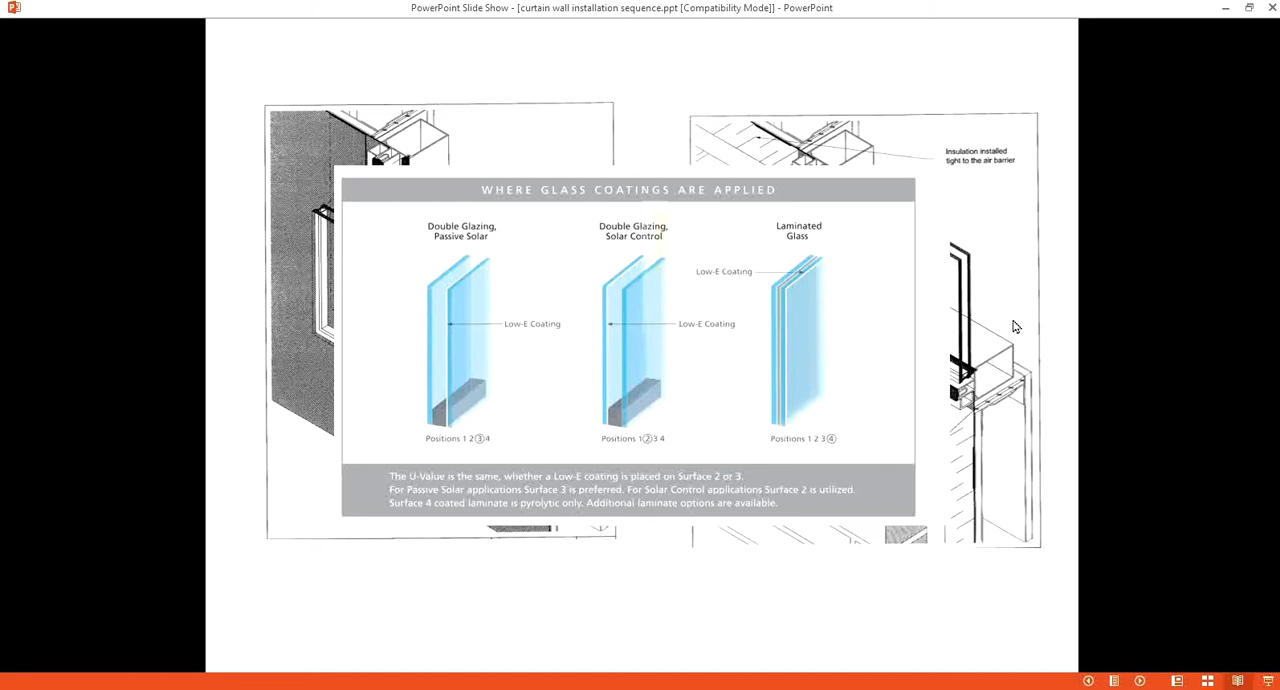 PowerPoint Slide Show - [curtain wall installation sequence.ppt [Compatibility Mode]] - PowerPoint
Insulation installed
tight to the air barrier
WHERE GLASS COATINGS ARE APPLIED
Double Glazing,
Passive Solar
Low-E Coating
Positions 1 2 3 4
Double Glazing,
Solar Control
Low-E Coating
Positions 1 2 3 4
Laminated
Glass
Low-E Coating
Positions 1 2 3 4
The U-Value is the same, whether a Low-E coating is placed on Surface 2 or 3.
For Passive Solar applications Surface 3 is preferred. For Solar Control applications Surface 2 is utilized.
Surface 4 coated laminate is pyrolytic only. Additional laminate options are available.